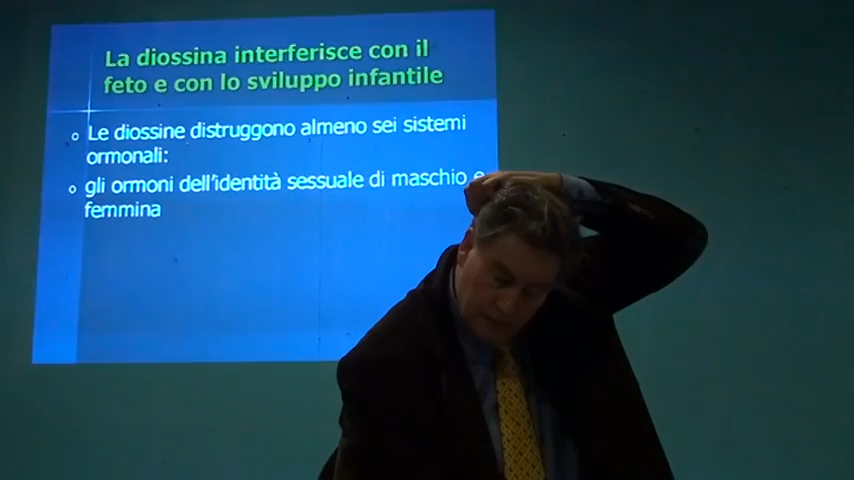 La diossina interferisce con il
feto e con lo sviluppo infantile
Le diossine distruggono almeno sei sistemi
ormonali:
gli ormoni dell'identità sessuale di maschio e
femmina